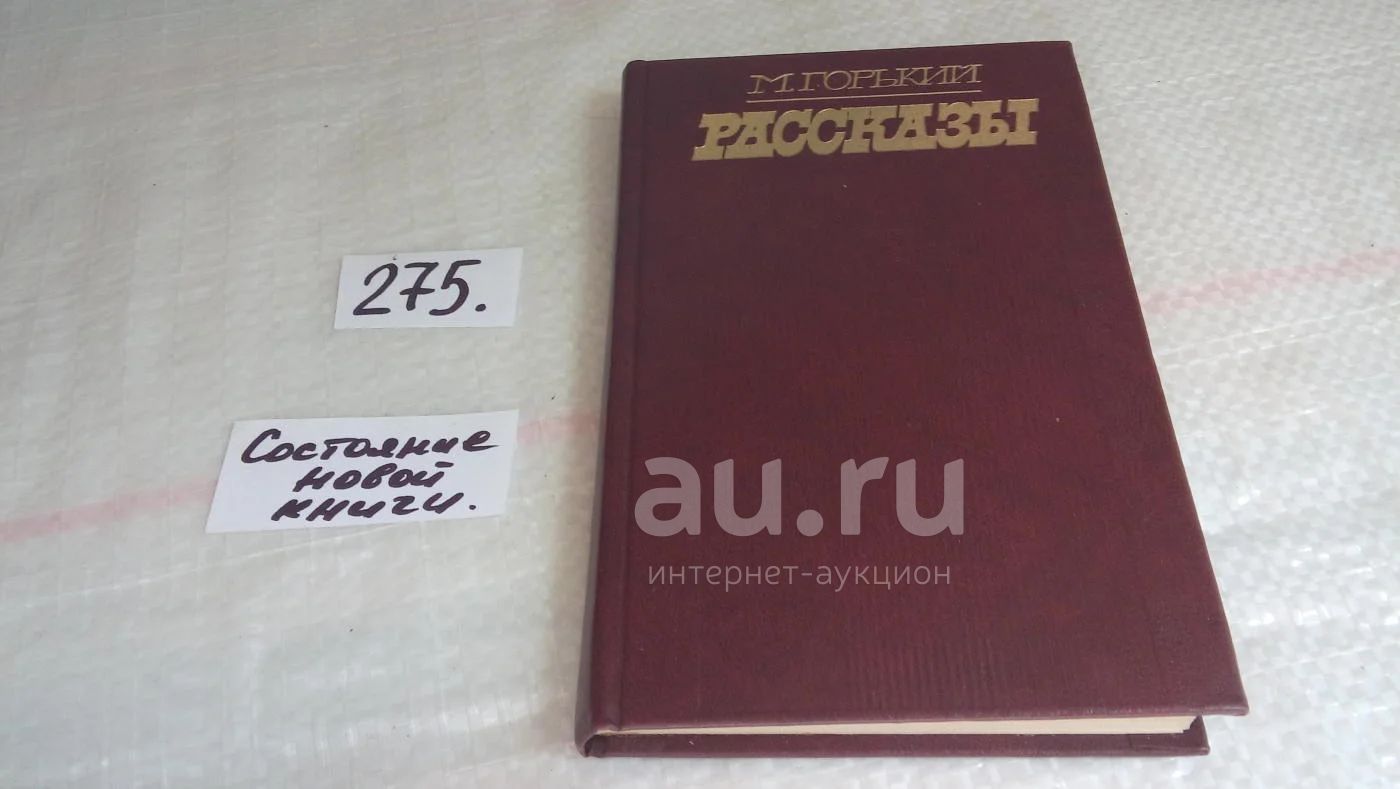 М. ГОРЬКИЙ
РАССКАЗЫ
275.
Состояние
новой
книги.
au.ru
интернет-аукцион